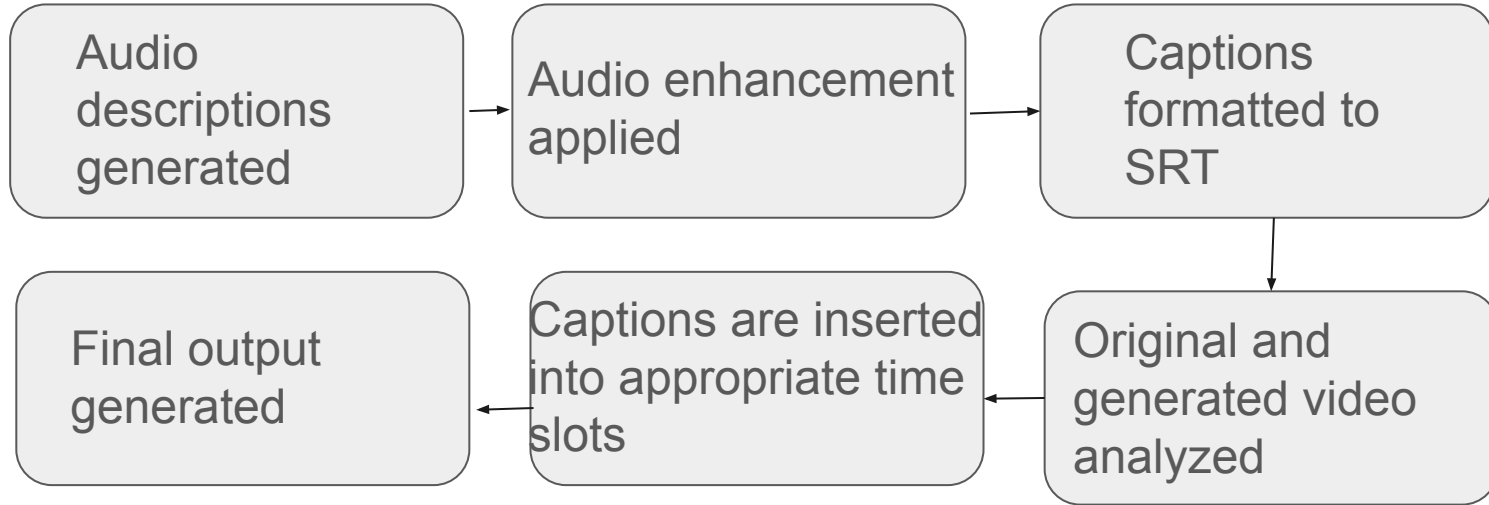 Audio
descriptions
generated
Audio enhancement
applied
Captions
formatted to
SRT
Original and
generated video
analyzed
Captions are inserted
into appropriate time
slots
Final output
generated